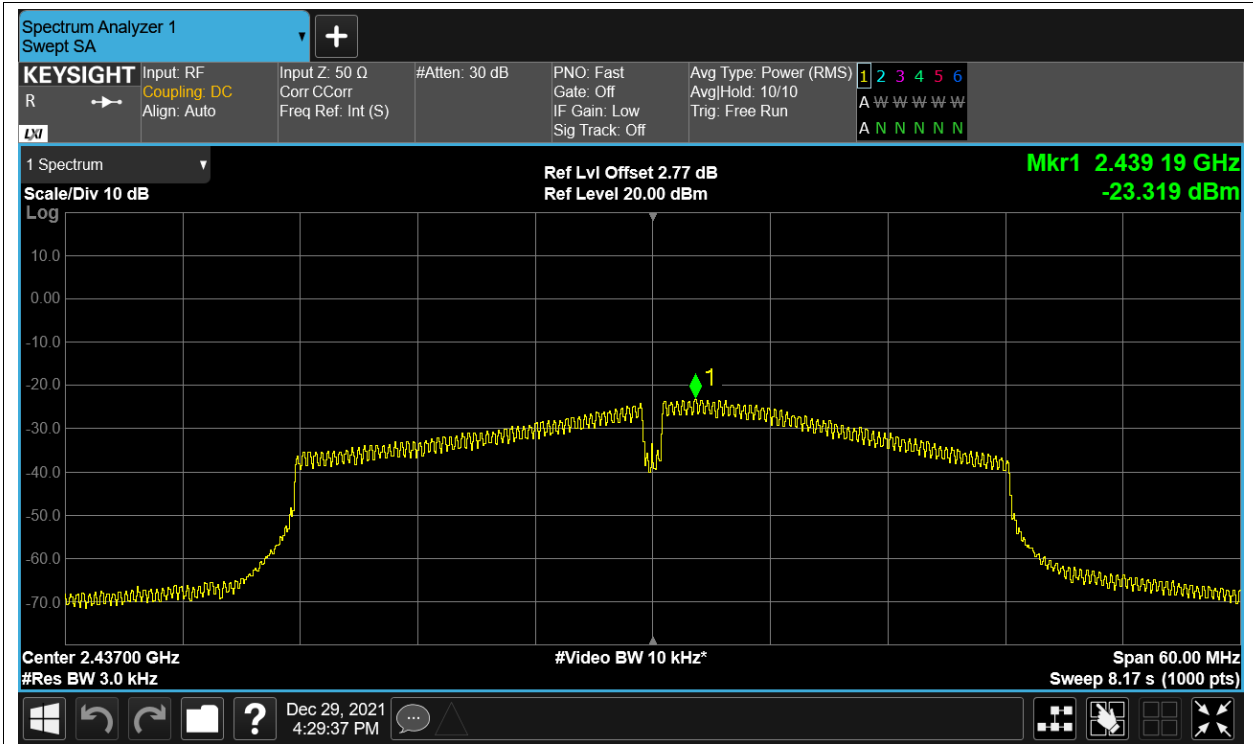 Spectrum Analyzer 1
Swept SA
KEYSIGHT
R
LXI
Input: RF
Coupling: DC
Align: Auto
Input Z: 50 Ω
Corr CCorr
Freq Ref: Int (S)
#Atten: 30 dB
PNO: Fast
Gate: Off
IF Gain: Low
Sig Track: Off
Avg Type: Power (RMS)
Avg|Hold: 10/10
Trig: Free Run
1 2 3 4 5 6
A W W W W W
A N N N N N
1 Spectrum
Scale/Div 10 dB
Log
Ref Lvl Offset 2.77 dB
Ref Level 20.00 dBm
Mkr1 2.439 19 GHz
-23.319 dBm
10.0
0.00
-10.0
-20.0
-30.0
-40.0
-50.0
-60.0
-70.0
1
Center 2.43700 GHz
#Res BW 3.0 kHz
#Video BW 10 kHz*
Span 60.00 MHz
Sweep 8.17 s (1000 pts)
?
Dec 29, 2021
4:29:37 PM